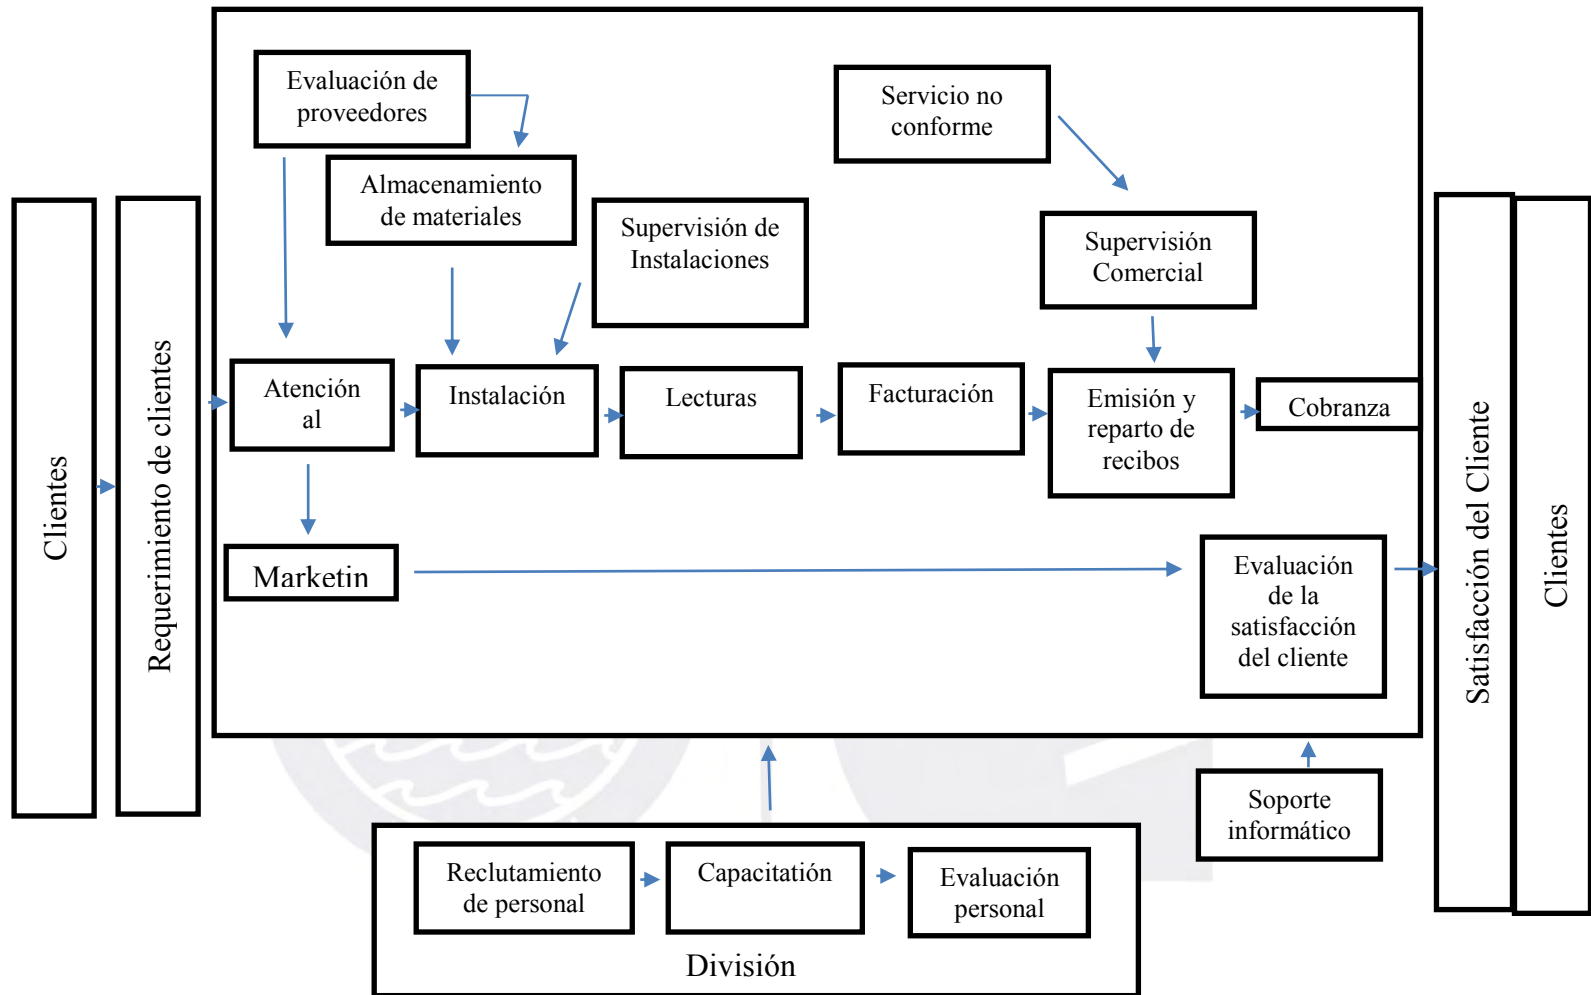 Clientes
Requerimiento de clientes
Evaluación de
proveedores
Almacenamiento
de materiales
Supervisión de
Instalaciones
Servicio no
conforme
Supervisión
Comercial
Atención
al
Instalación
Lecturas
Facturación
Emisión y
reparto de
recibos
Cobranza
Marketin
Evaluación
de la
satisfacción
del cliente
Satisfacción del Cliente
Clientes
Soporte
informático
Reclutamiento
de personal
Capacitatión
Evaluación
personal
División